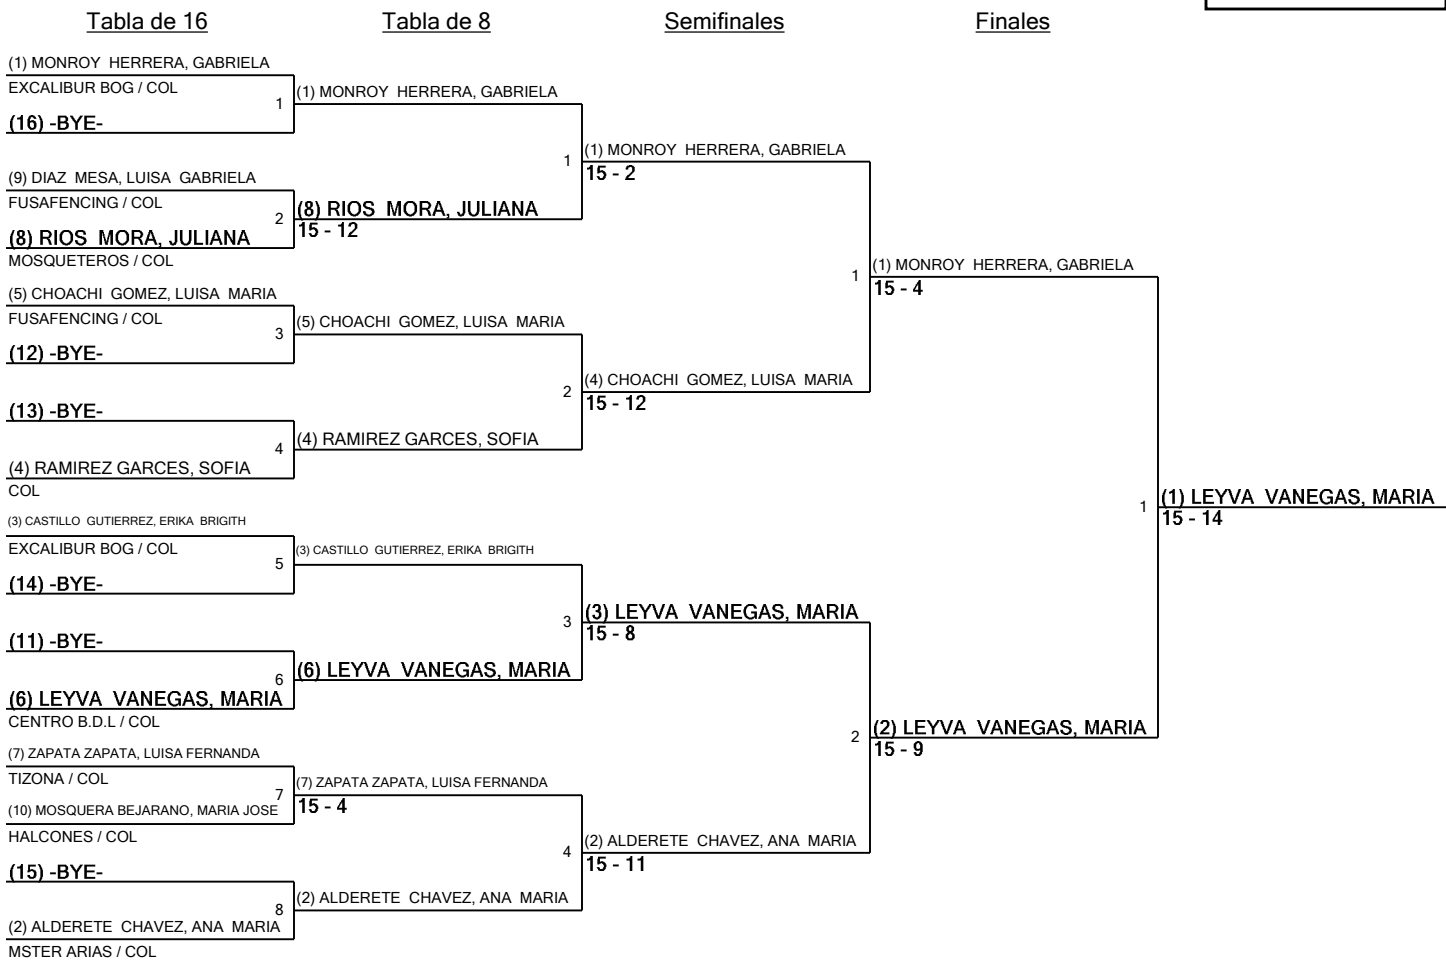 Tabla de 16
Tabla de 8
Semifinales
Finales
(1) MONROY HERRERA, GABRIELA
EXCALIBUR BOG / COL
1
(16) -BYE-
(9) DIAZ MESA, LUISA GABRIELA
FUSAFENCING / COL
2
(8) RIOS MORA, JULIANA
MOSQUETEROS / COL
(5) CHOACHI GOMEZ, LUISA MARIA
FUSAFENCING / COL
3
(12) -BYE-
(13) -BYE-
4
(4) RAMIREZ GARCES, SOFIA
COL
(3) CASTILLO GUTIERREZ, ERIKA BRIGITH
EXCALIBUR BOG / COL
5
(14) -BYE-
(11) -BYE-
6
(6) LEYVA VANEGAS, MARIA
CENTRO B.D.L / COL
(7) ZAPATA ZAPATA, LUISA FERNANDA
TIZONA / COL
7
(10) MOSQUERA BEJARANO, MARIA JOSE
HALCONES / COL
(15) -BYE-
8
(2) ALDERETE CHAVEZ, ANA MARIA
MSTER ARIAS / COL
(1) MONROY HERRERA, GABRIELA
1
(8) RIOS MORA, JULIANA
15 - 12
(5) CHOACHI GOMEZ, LUISA MARIA
2
(4) RAMIREZ GARCES, SOFIA
(3) CASTILLO GUTIERREZ, ERIKA BRIGITH
3
(6) LEYVA VANEGAS, MARIA
(7) ZAPATA ZAPATA, LUISA FERNANDA
15 - 4
4
(2) ALDERETE CHAVEZ, ANA MARIA
(1) MONROY HERRERA, GABRIELA
15 - 2
1
(4) CHOACHI GOMEZ, LUISA MARIA
15 - 12
(3) LEYVA VANEGAS, MARIA
15 - 8
2
(2) ALDERETE CHAVEZ, ANA MARIA
15 - 11
(1) MONROY HERRERA, GABRIELA
15 - 4
1
(2) LEYVA VANEGAS, MARIA
15 - 9
(1) LEYVA VANEGAS, MARIA
15 - 14